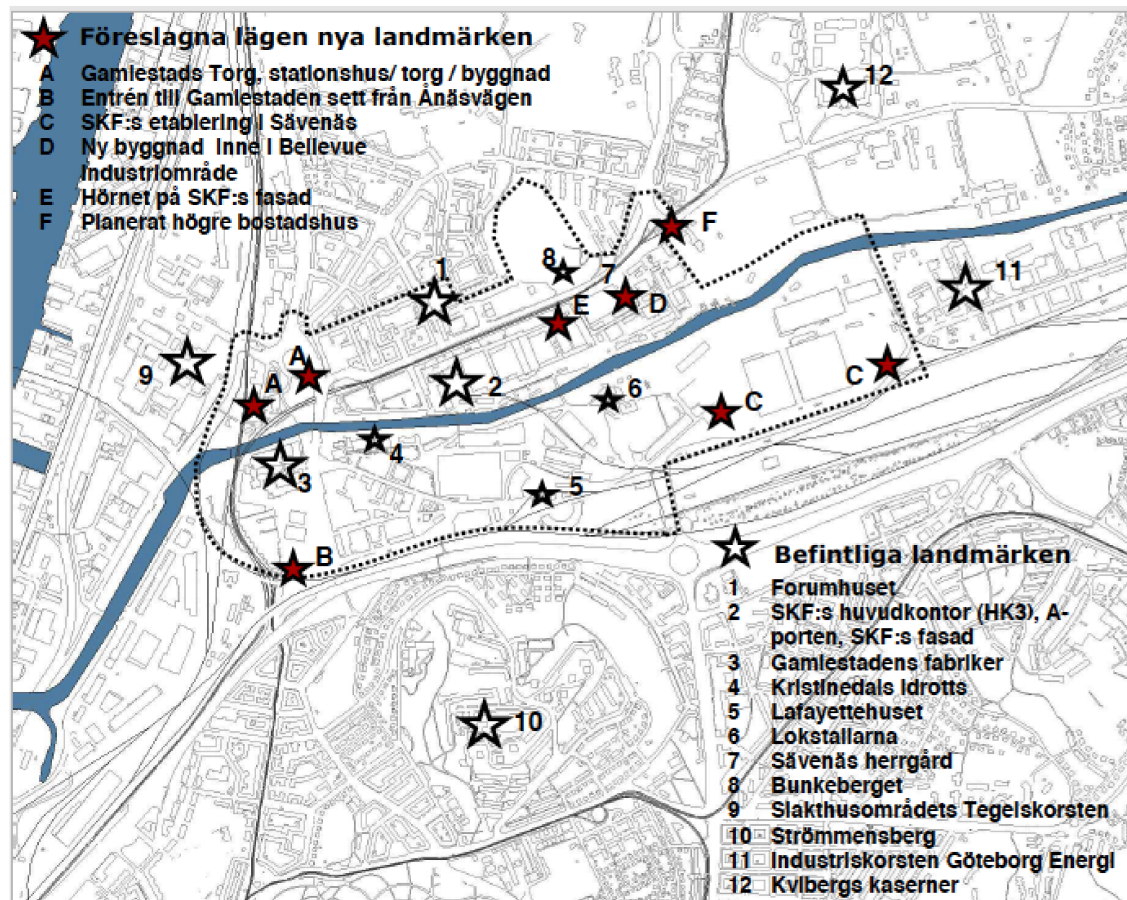 Föreslagna lägen nya landmärken
A Gamlestads Torg, stationshus/ torg / byggnad
B Entrén till Gamlestaden sett från Ånäsvägen
C SKF:s etablering i Sävenäs
D Ny byggnad Inne i Bellevue
Industriområde
E Hörnet på SKF:s fasad
F Planerat högre bostadshus
12
F
1
8
7
11
D
E
9
A
A
2
6
C
C
4
3
5
B
Befintliga landmärken
1 Forumhuset
2 SKF:s huvudkontor (HK3), A-
porten, SKF:s fasad
3 Gamlestadens fabriker
4 Kristinedals Idrotts
5 Lafayettehuset
6 Lokstallarna
7 Sävenäs herrgård
8 Bunkeberget
9 Slakthusområdets Tegelskorsten
10 Strömmensberg
11 Industriskorsten Göteborg Energi
12 Kvibergs kaserner
10